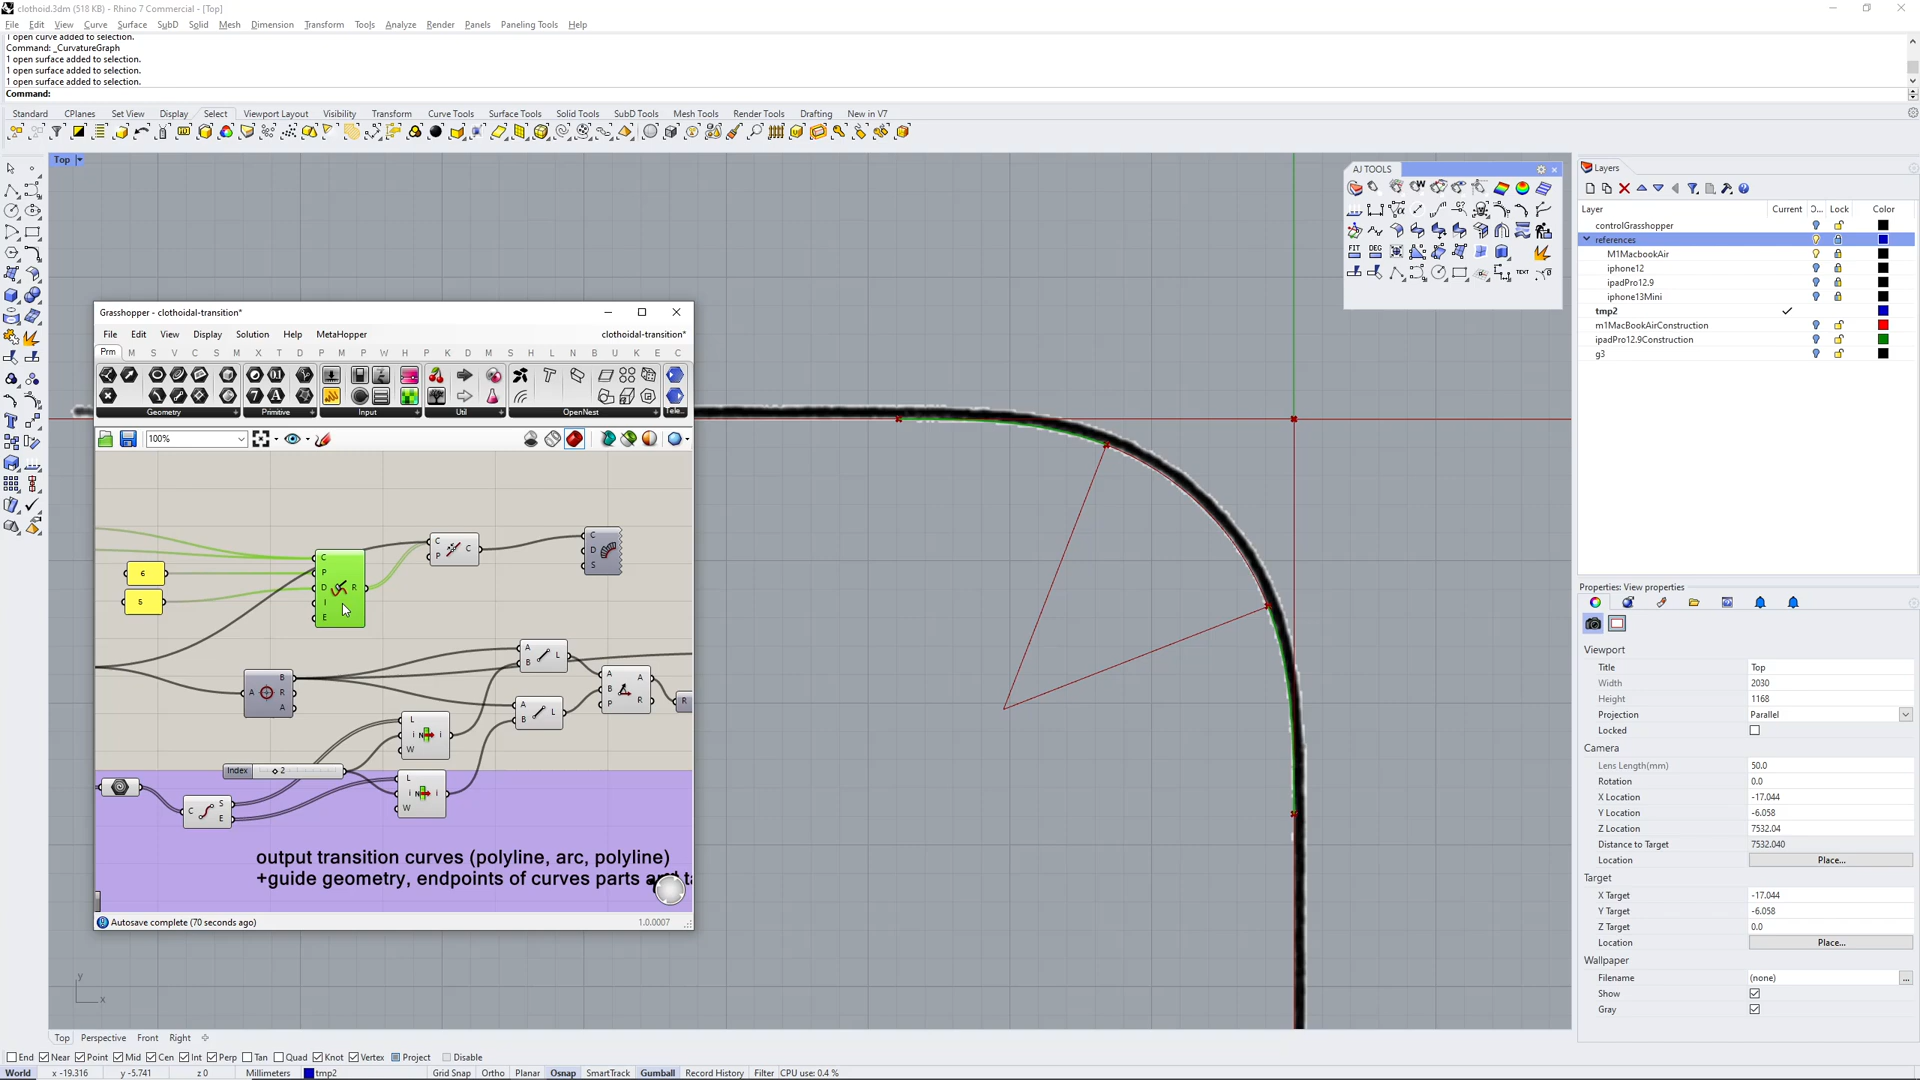 clothoid.3dm (518 KB) - Rhino 7 Commercial - [Top]
File Edit View Curve Surface SubD Solid Mesh Dimension Transform Tools Analyze Render Panels Paneling Tools Help
1 open curve added to selection.
Command: _CurvatureGraph
1 open surface added to selection.
1 open surface added to selection.
1 open surface added to selection.
Command:
Standard CPlanes Set View Display Select Viewport Layout Visibility Transform Curve Tools Surface Tools Solid Tools SubD Tools Mesh Tools Render Tools Drafting New in V7
Top
AJ TOOLS
FIT DEG
TEXT
Layers
Layer Current O... Lock Color
controlGrasshopper
references
M1MacbookAir
iphone12
ipadPro12.9
iphone13Mini
tmp2
m1MacBookAirConstruction
ipadPro12.9Construction
g3
Grasshopper - clothoidal-transition*
File Edit View Display Solution Help MetaHopper clothoidal-transition*
Prm M S V C S M X T D P M P W H P K D M S H L N B U K E C
Geometry Primitive Input Util OpenNest Tele...
100%
C P D I E R
6
5
C P C
C D S
A B R A
A B L
A B L
A B P A R
R
L i W i
Index 2
L i W i
C S E
output transition curves (polyline, arc, polyline)
+guide geometry, endpoints of curves parts and ta
Autosave complete (70 seconds ago) 1.0.0007
y
x
Properties: View properties
Viewport
Title Top
Width 2030
Height 1168
Projection Parallel
Locked
Camera
Lens Length(mm) 50.0
Rotation 0.0
X Location -17.044
Y Location -6.058
Z Location 7532.04
Distance to Target 7532.040
Location Place...
Target
X Target -17.044
Y Target -6.058
Z Target 0.0
Location Place...
Wallpaper
Filename (none) ...
Show
Gray
Top Perspective Front Right
End Near Point Mid Cen Int Perp Tan Quad Knot Vertex Project Disable
World x -19.316 y -5.741 z 0 Millimeters tmp2 Grid Snap Ortho Planar Osnap SmartTrack Gumball Record History Filter CPU use: 0.4 %